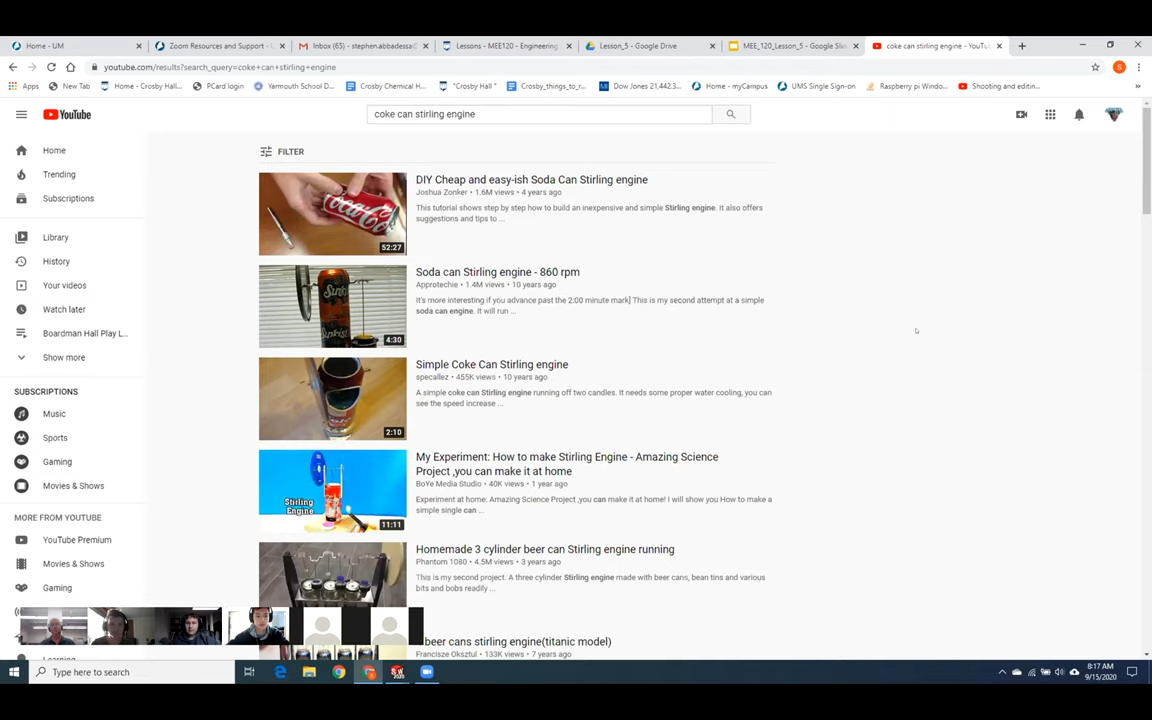 Home - UM
Zoom Resources and Support - U
Inbox (65) - stephen.abbadessa
Lessons - MEE120 - Engineering
Lesson_5 - Google Drive
MEE_120_Lesson_5 - Google Slid
coke can stirling engine - YouTub
youtube.com/results?search_query=coke+can+stirling+engine
Apps
New Tab
Home - Crosby Hall...
PCard login
Yarmouth School D...
Crosby Chemical H...
"Crosby Hall"
Crosby_things_to_r...
Dow Jones 21,442.3...
Home - myCampus
UMS Single Sign-on
Raspberry pi Windo...
Shooting and editin...
YouTube
coke can stirling engine
Home
Trending
Subscriptions
Library
History
Your videos
Watch later
Boardman Hall Play L...
Show more
SUBSCRIPTIONS
Music
Sports
Gaming
Movies & Shows
MORE FROM YOUTUBE
YouTube Premium
Movies & Shows
Gaming
FILTER
Coca-Cola
52:27
DIY Cheap and easy-ish Soda Can Stirling engine
Joshua Zonker • 1.6M views • 4 years ago
This tutorial shows step by step how to build an inexpensive and simple Stirling engine. It also offers
suggestions and tips to ...
4:30
Soda can Stirling engine - 860 rpm
Approtechie • 1.4M views • 10 years ago
It's more interesting if you advance past the 2:00 minute mark] This is my second attempt at a simple
soda can engine. It will run ...
2:10
Simple Coke Can Stirling engine
specallez • 455K views • 10 years ago
A simple coke can Stirling engine running off two candles. It needs some proper water cooling, you can
see the speed increase ...
Stirling
Engine
11:11
My Experiment: How to make Stirling Engine - Amazing Science
Project ,you can make it at home
BoYe Media Studio • 40K views • 1 year ago
Experiment at home: Amazing Science Project ,you can make it at home! I will show you How to make a
simple single can ...
Homemade 3 cylinder beer can Stirling engine running
Phantom 1080 • 4.5M views • 3 years ago
This is my second project. A three cylinder Stirling engine made with beer cans, bean tins and various
bits and bobs readily ...
beer cans stirling engine(titanic model)
Francisze Oksztul • 133K views • 7 years ago
Type here to search
8:17 AM
9/15/2020